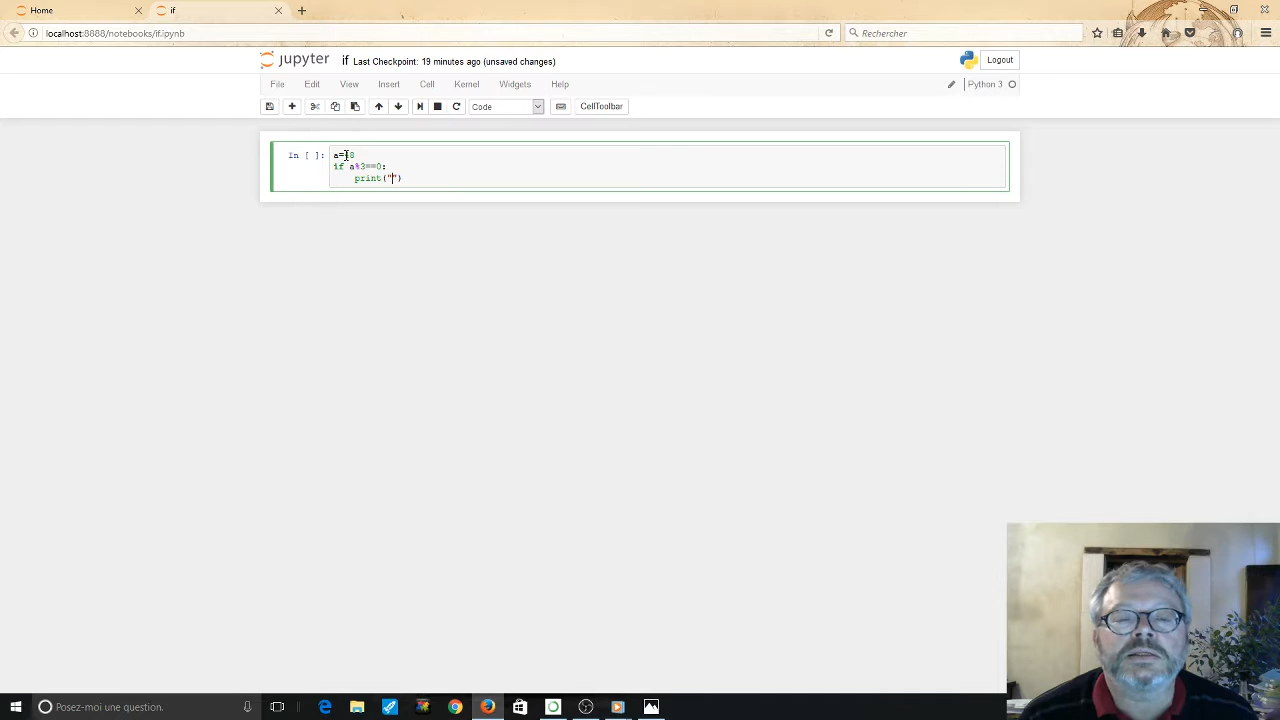 Home
if
localhost:8888/notebooks/if.ipynb
Rechercher
jupyter if Last Checkpoint: 19 minutes ago (unsaved changes)
Logout
File Edit View Insert Cell Kernel Widgets Help
Python 3
Code
CellToolbar
In [ ]:
if a%3==0:
print("")
Posez-moi une question.